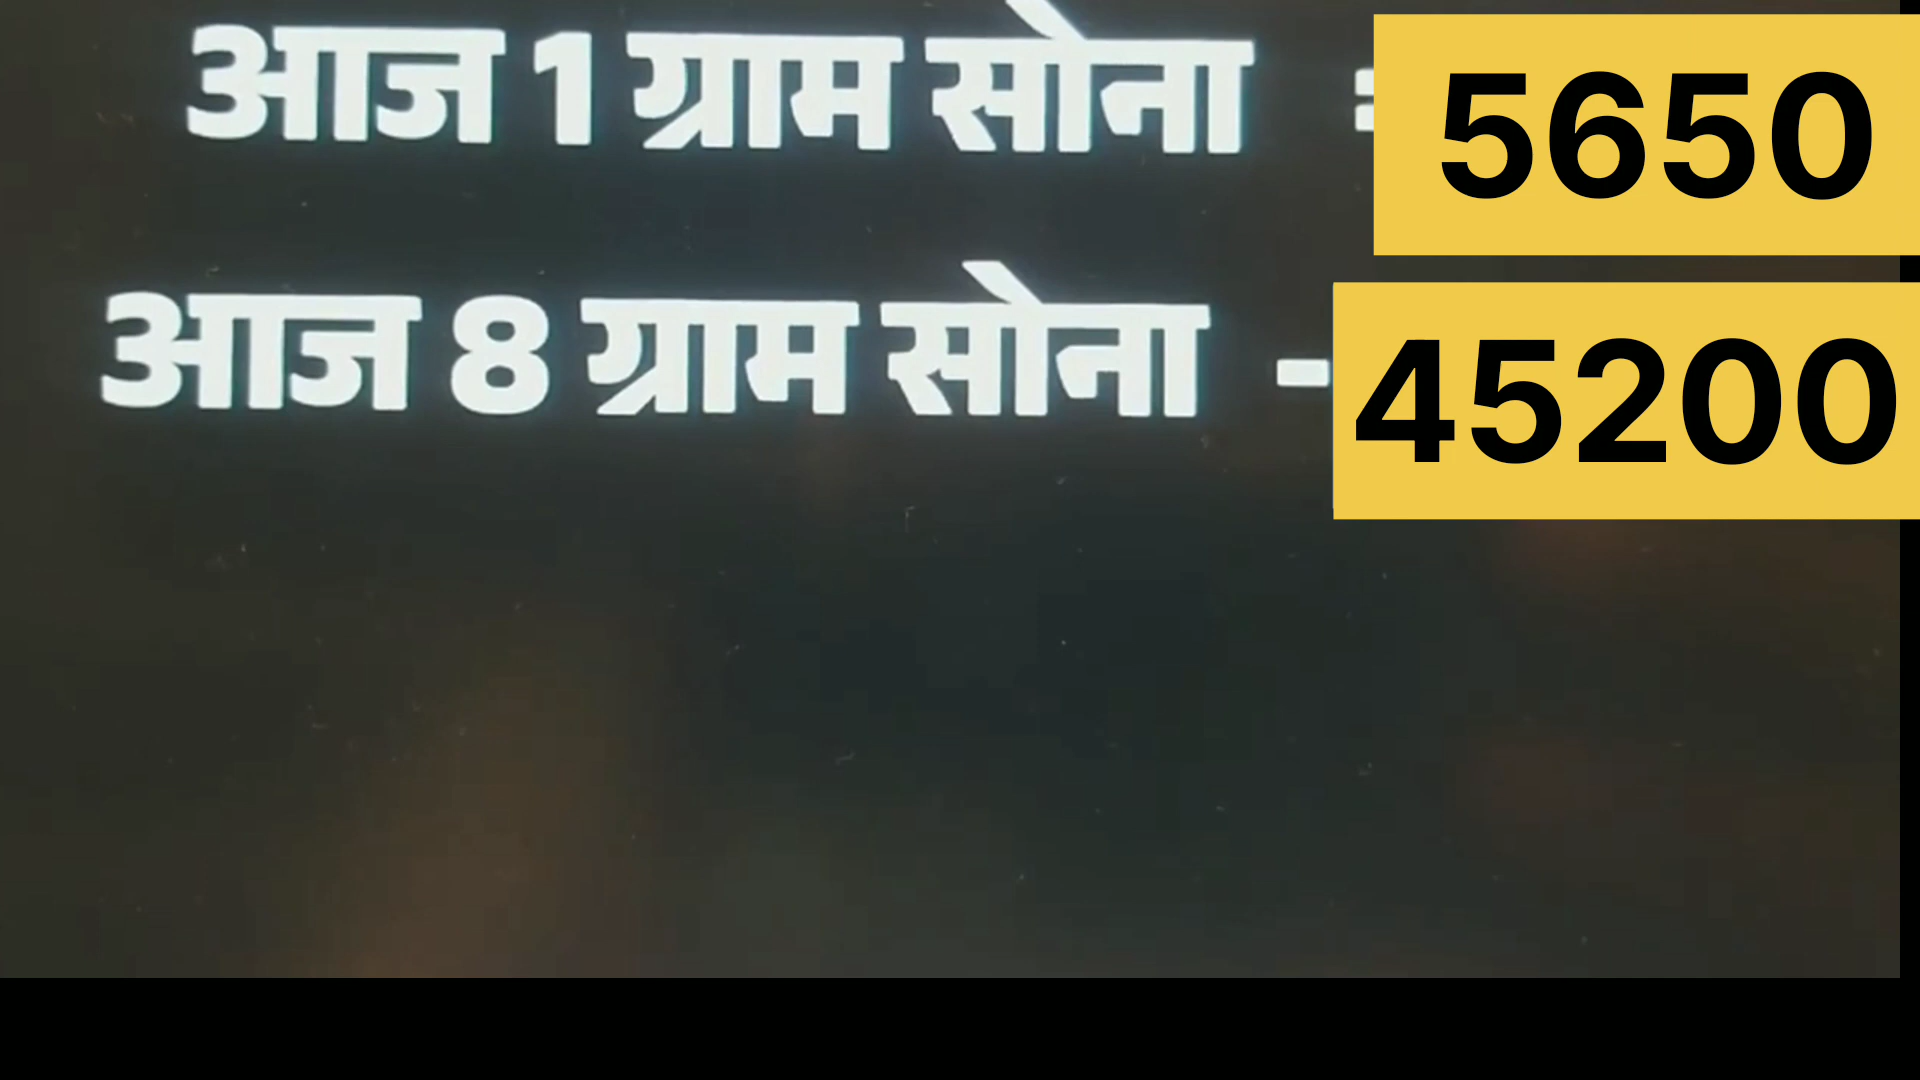 आज 1 ग्राम सोना 5650
आज 8 ग्राम सोना - 45200